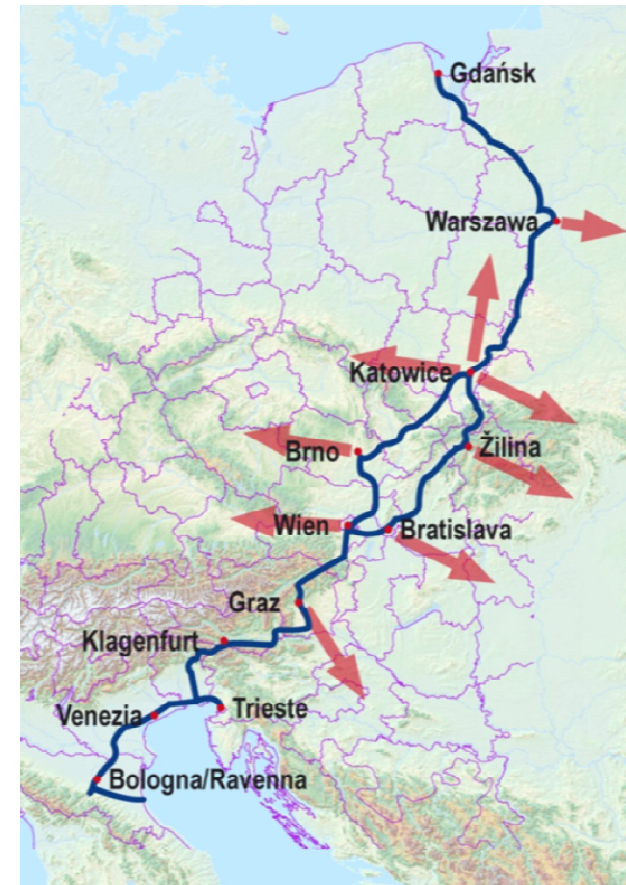 Gdańsk
Warszawa
Katowice
Brno
Žilina
Wien
Bratislava
Graz
Klagenfurt
Venezia
Trieste
Bologna/Ravenna